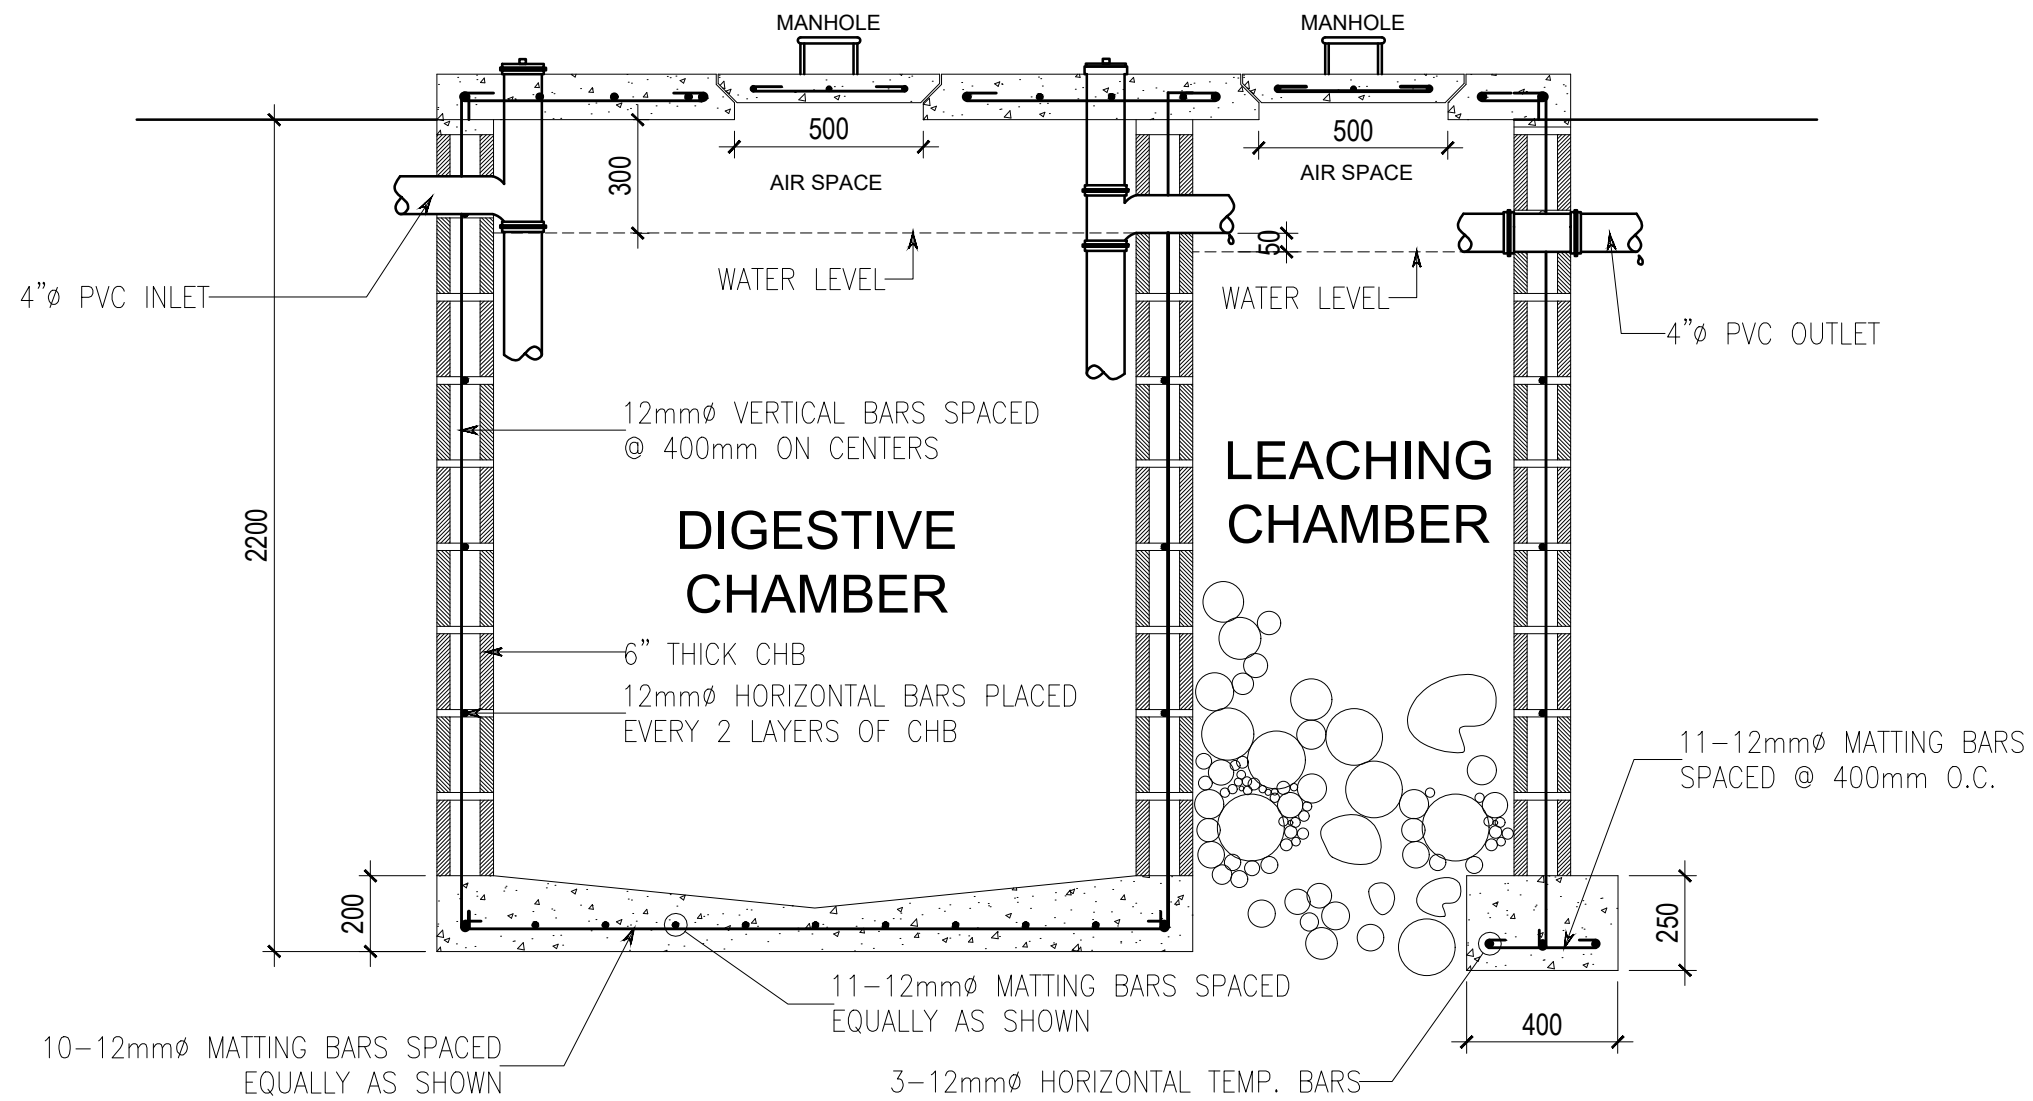 MANHOLE
MANHOLE
500
500
300
AIR SPACE
AIR SPACE
50
WATER LEVEL
WATER LEVEL
4”ø PVC INLET
4”ø PVC OUTLET
12mmø VERTICAL BARS SPACED
@ 400mm ON CENTERS
LEACHING
CHAMBER
2200
DIGESTIVE
CHAMBER
6” THICK CHB
12mmø HORIZONTAL BARS PLACED
EVERY 2 LAYERS OF CHB
11-12mmø MATTING BARS
SPACED @ 400mm O.C.
200
250
11-12mmø MATTING BARS SPACED
EQUALLY AS SHOWN
400
10-12mmø MATTING BARS SPACED
EQUALLY AS SHOWN
3-12mmø HORIZONTAL TEMP. BARS